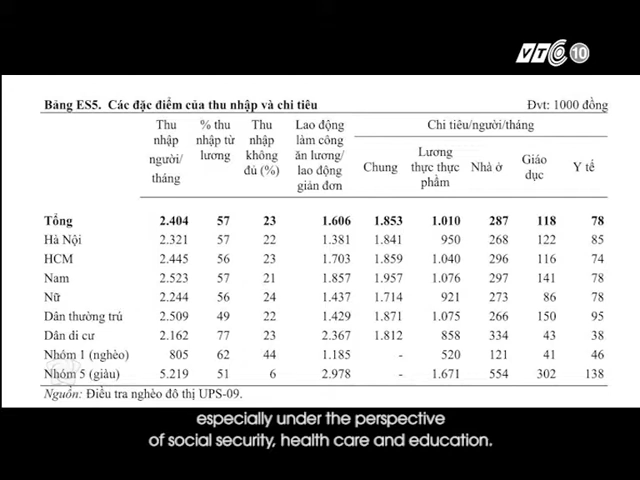 VTC 10
Bảng ES5. Các đặc điểm của thu nhập và chi tiêu Đvt: 1000 đồng
Thu nhập người/ tháng % thu nhập từ lương Thu nhập không đủ (%) Lao động làm công ăn lương/ lao động giản đơn Chi tiêu/người/tháng
Chung Lương thực thực phẩm Nhà ở Giáo dục Y tế
Tổng 2.404 57 23 1.606 1.853 1.010 287 118 78
Hà Nội 2.321 57 22 1.381 1.841 950 268 122 85
HCM 2.445 56 23 1.703 1.859 1.040 296 116 74
Nam 2.523 57 21 1.857 1.957 1.076 297 141 78
Nữ 2.244 56 24 1.437 1.714 921 273 86 78
Dân thường trú 2.509 49 22 1.429 1.871 1.075 266 150 95
Dân di cư 2.162 77 23 2.367 1.812 858 334 43 38
Nhóm 1 (nghèo) 805 62 44 1.185 - 520 121 41 46
Nhóm 5 (giàu) 5.219 51 6 2.978 - 1.671 554 302 138
Nguồn: Điều tra nghèo đô thị UPS-09.
especially under the perspective
of social security, health care and education.